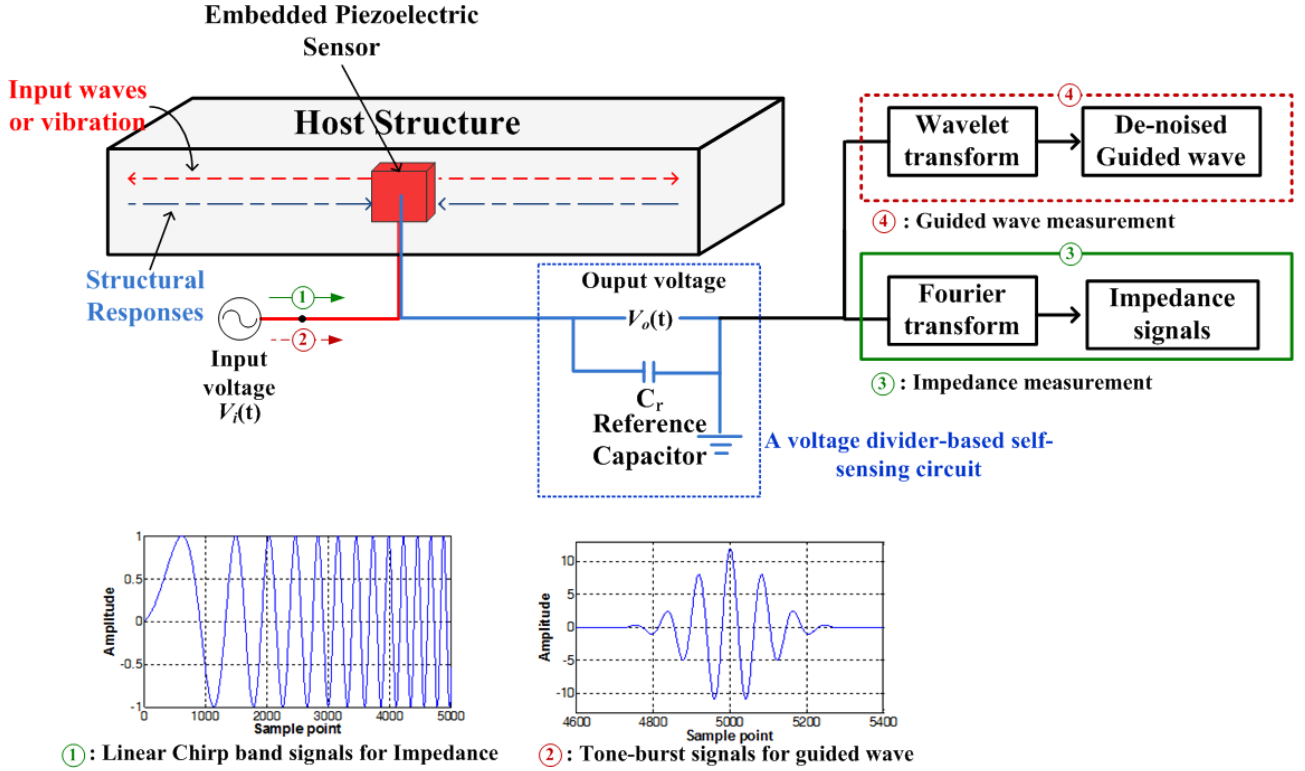 Embedded Piezoelectric
Sensor
Input waves
or vibration
Host Structure
Structural
Responses
1
2
Input
voltage
Vi(t)
Ouput voltage
Vo(t)
Cr
Reference
Capacitor
A voltage divider-based self-
sensing circuit
4
Wavelet
transform
De-noised
Guided wave
4 : Guided wave measurement
3
Fourier
transform
Impedance
signals
3 : Impedance measurement
1
0.5
0
-0.5
-1
Amplitude
0 1000 2000 3000 4000 5000
Sample point
1 : Linear Chirp band signals for Impedance
10
5
0
-5
-10
Amplitude
4600 4800 5000 5200 5400
Sample point
2 : Tone-burst signals for guided wave